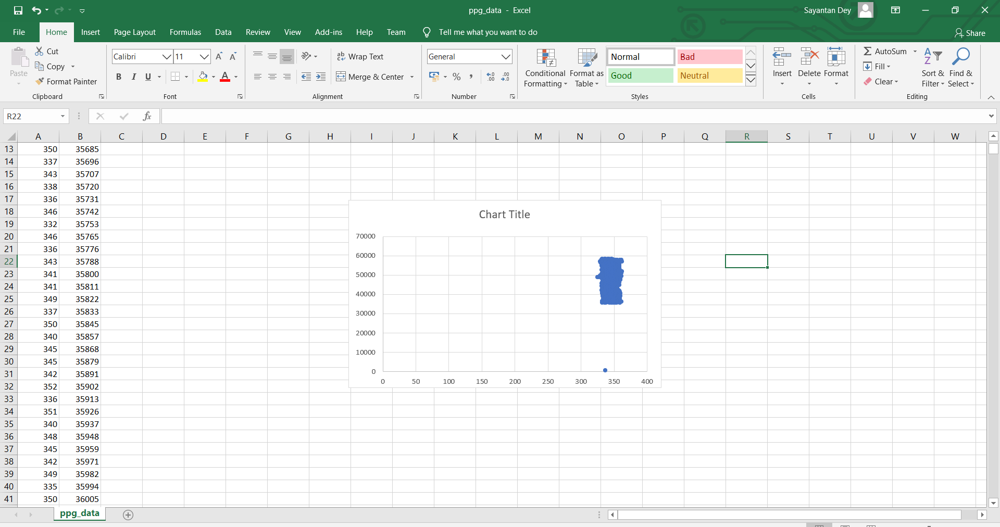 ppg_data - Excel
Sayantan Dey
File Home Insert Page Layout Formulas Data Review View Add-ins Help Team Tell me what you want to do
Share
Paste
Cut
Copy
Format Painter
Clipboard
Calibri 11
B I U
Font
ab Wrap Text
Merge & Center
Alignment
General
% , .00 .00
Number
Conditional Formatting
Format as Table
Normal Bad
Good Neutral
Styles
Insert Delete Format
Cells
AutoSum
Fill
Clear
Sort & Filter
Find & Select
Editing
R22 fx
A B C D E F G H I J K L M N O P Q R S T U V W
13 350 35685
14 337 35696
15 343 35707
16 338 35720
17 336 35731
18 346 35742
19 332 35753
20 346 35765
21 336 35776
22 343 35788
23 341 35800
24 341 35811
25 349 35822
26 337 35833
27 350 35845
28 340 35857
29 345 35868
30 345 35879
31 342 35891
32 352 35902
33 336 35913
34 351 35926
35 340 35937
36 348 35948
37 345 35959
38 342 35971
39 349 35982
40 335 35994
41 350 36005
Chart Title
70000
60000
50000
40000
30000
20000
10000
0
0 50 100 150 200 250 300 350 400
ppg_data